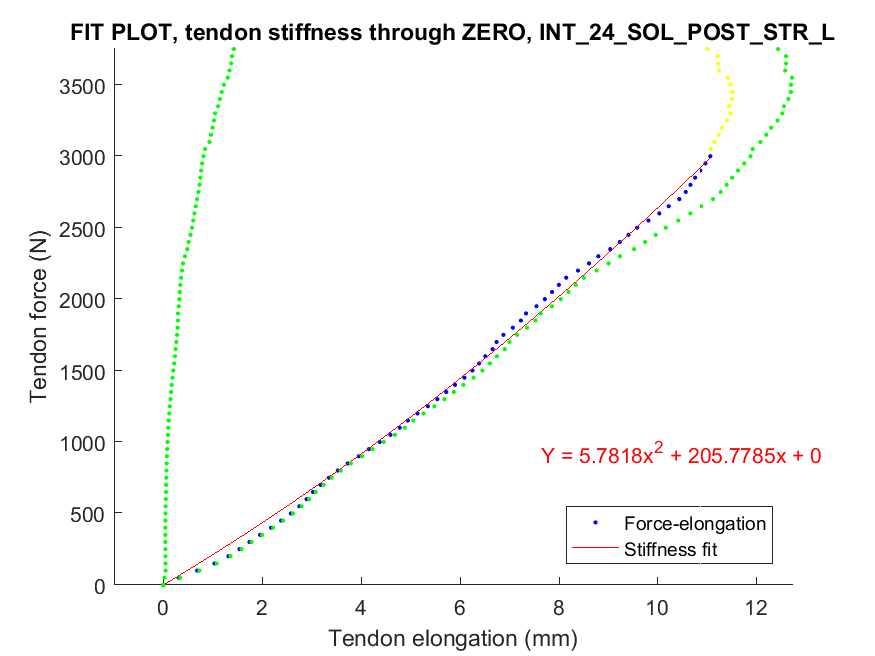 FIT PLOT, tendon stiffness through ZERO, INT_24_SOL_POST_STR_L
Tendon force (N)
3500
3000
2500
2000
1500
1000
500
0
Y = 5.7818x² + 205.7785x + 0
Force-elongation
Stiffness fit
0 2 4 6 8 10 12
Tendon elongation (mm)